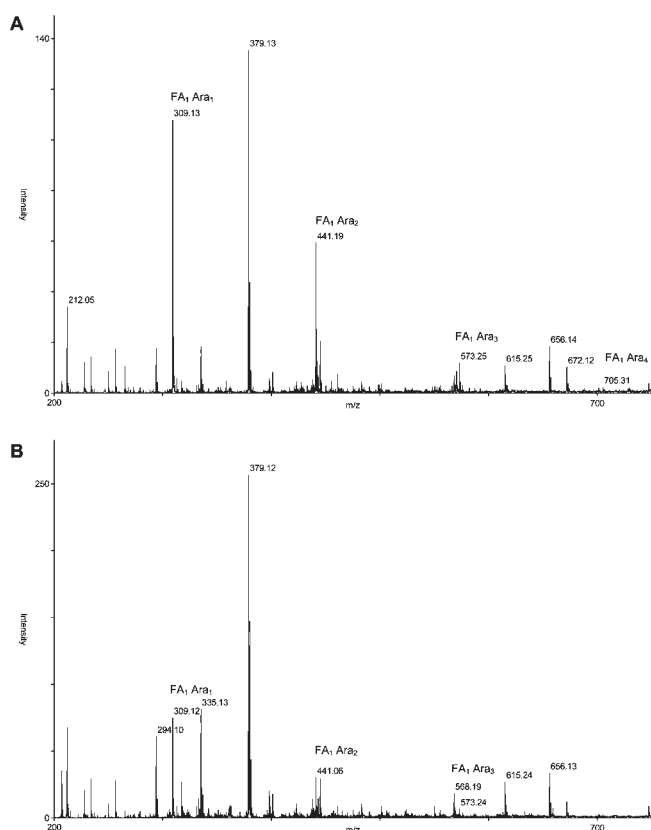 A
140
379.13
FA₁ Ara₁
309.13
FA₁ Ara₂
441.19
212.05
Intensity
FA₁ Ara₃
573.25
615.25
656.14
672.12
FA₁ Ara₄
705.31
0
200
m/z
700
B
250
379.12
Intensity
FA₁ Ara₁
309.12
335.13
294.10
FA₁ Ara₂
441.06
FA₁ Ara₃
568.19
573.24
615.24
656.13
0
200
m/z
700